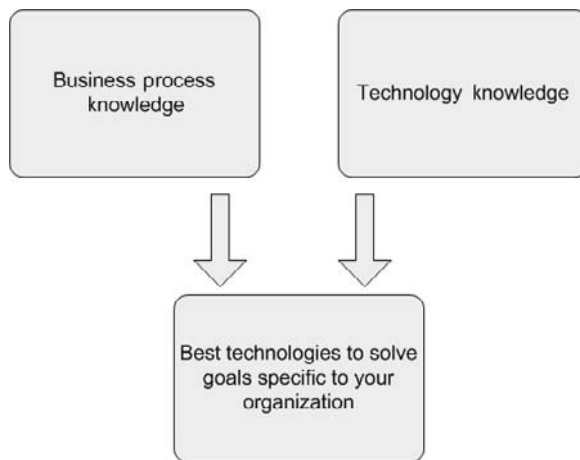 Business process
knowledge
Technology knowledge
Best technologies to solve
goals specific to your
organization